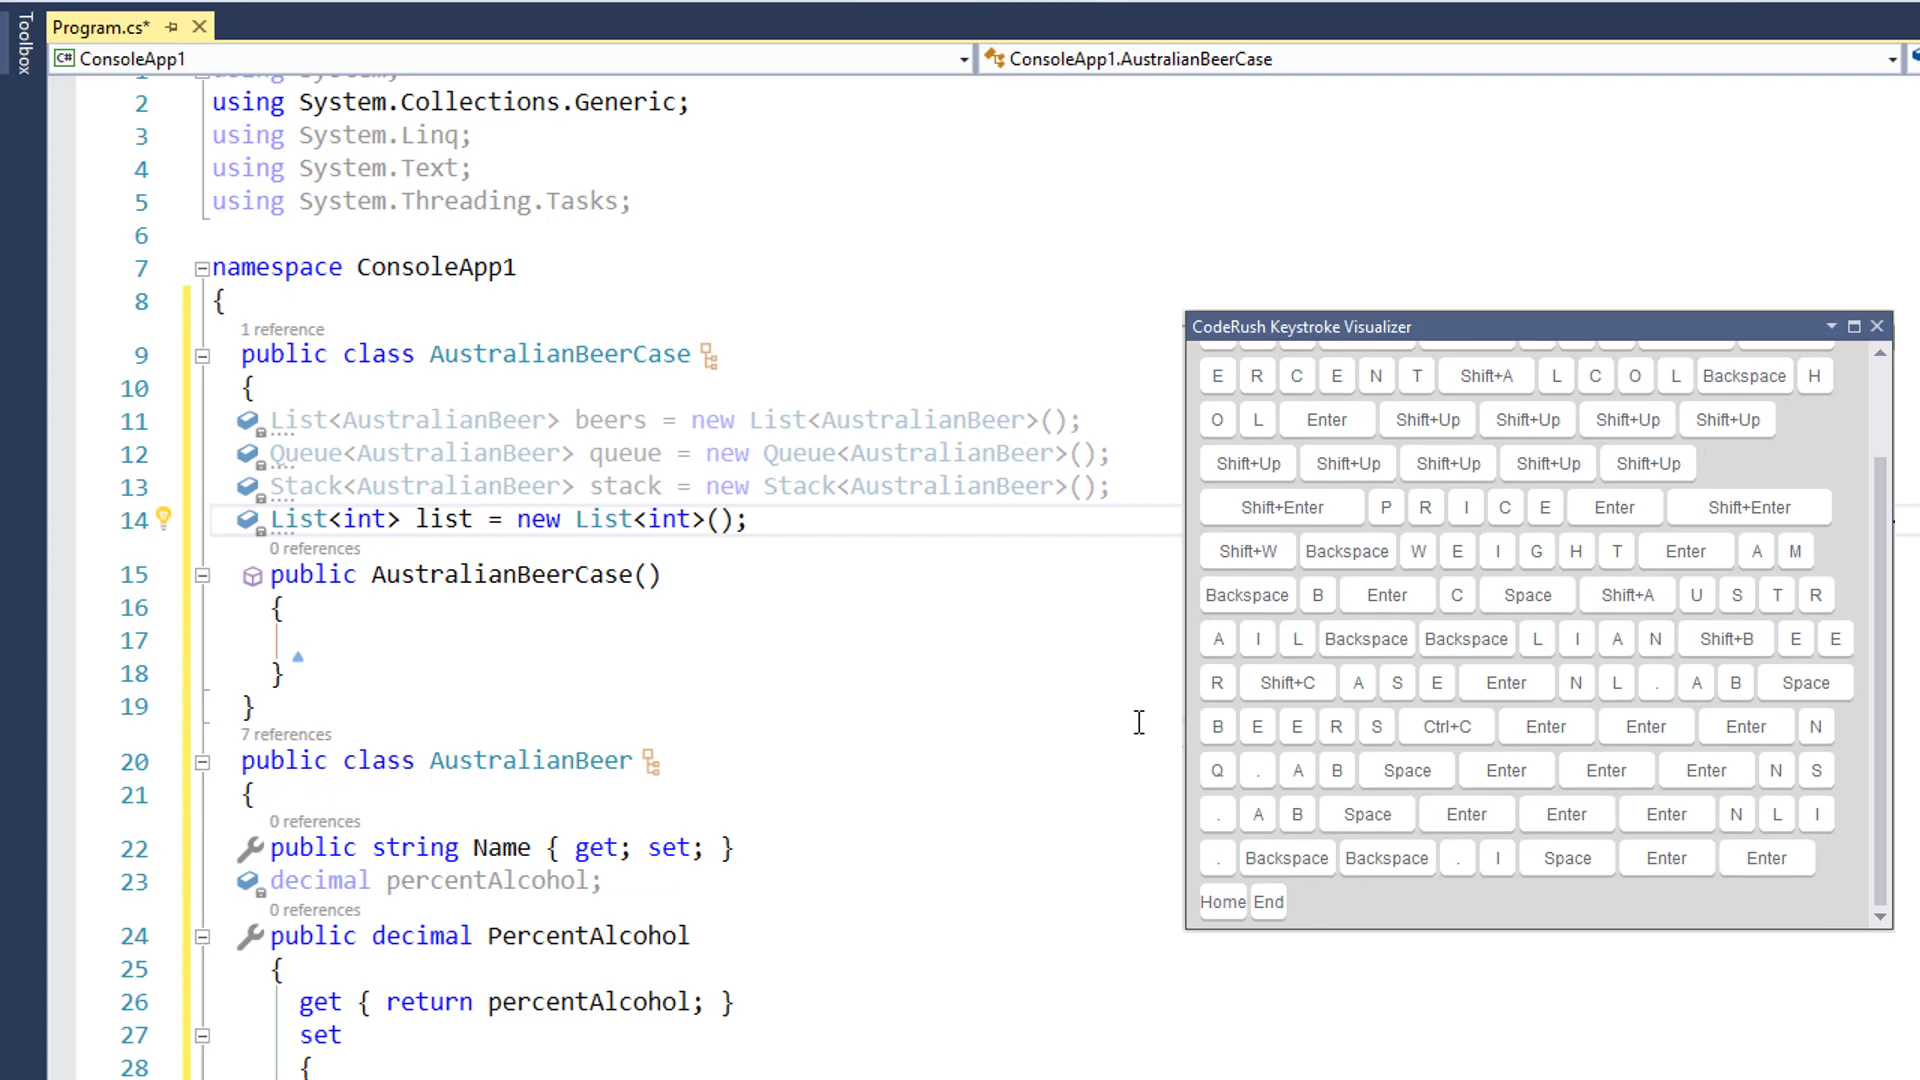 Toolbox
Program.cs*
C# ConsoleApp1
ConsoleApp1.AustralianBeerCase
2 using System.Collections.Generic;
3 using System.Linq;
4 using System.Text;
5 using System.Threading.Tasks;
6
7 namespace ConsoleApp1
8 {
1 reference
9 public class AustralianBeerCase
10 {
11 List<AustralianBeer> beers = new List<AustralianBeer>();
12 Queue<AustralianBeer> queue = new Queue<AustralianBeer>();
13 Stack<AustralianBeer> stack = new Stack<AustralianBeer>();
14 List<int> list = new List<int>();
0 references
15 public AustralianBeerCase()
16 {
17
18 }
19 }
7 references
20 public class AustralianBeer
21 {
0 references
22 public string Name { get; set; }
23 decimal percentAlcohol;
0 references
24 public decimal PercentAlcohol
25 {
26 get { return percentAlcohol; }
27 set
28 {
CodeRush Keystroke Visualizer
E R C E N T Shift+A L C O L Backspace H
O L Enter Shift+Up Shift+Up Shift+Up Shift+Up
Shift+Up Shift+Up Shift+Up Shift+Up Shift+Up
Shift+Enter P R I C E Enter Shift+Enter
Shift+W Backspace W E I G H T Enter A M
Backspace B Enter C Space Shift+A U S T R
A I L Backspace Backspace L I A N Shift+B E E
R Shift+C A S E Enter N L . A B Space
B E E R S Ctrl+C Enter Enter Enter N
Q . A B Space Enter Enter Enter N S
. A B Space Enter Enter Enter N L I
. Backspace Backspace . I Space Enter Enter
Home End